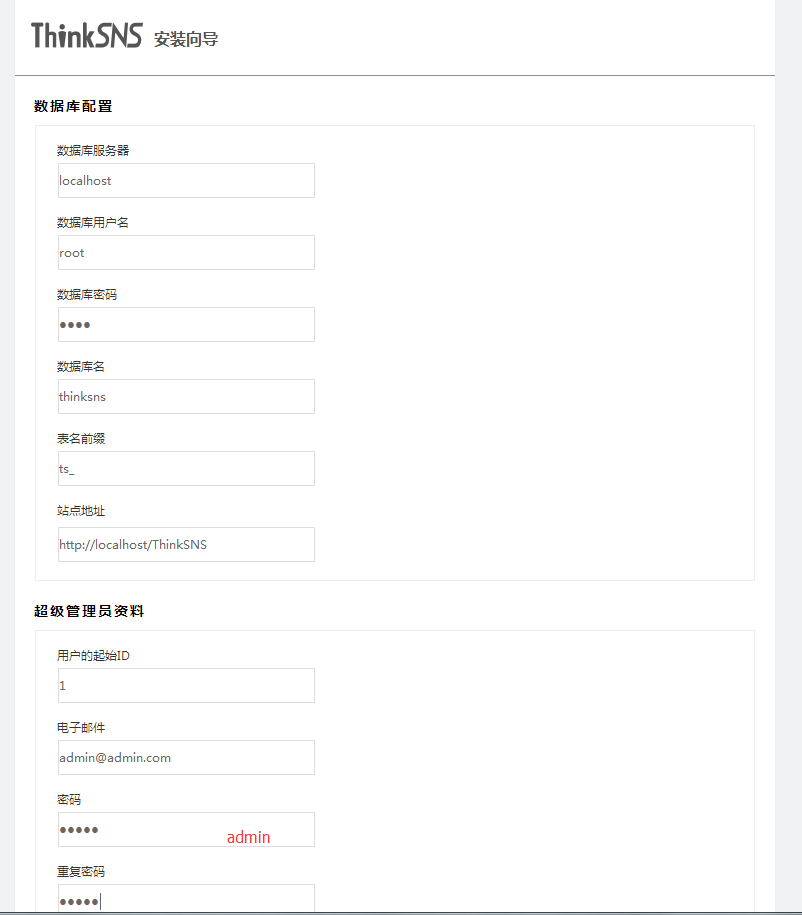 ThinkSNS 安装向导
数据库配置
数据库服务器
localhost
数据库用户名
root
数据库密码
••••
数据库名
thinksns
表名前缀
ts_
站点地址
http://localhost/ThinkSNS
超级管理员资料
用户的起始ID
1
电子邮件
admin@admin.com
密码
•••••
admin
重复密码
•••••